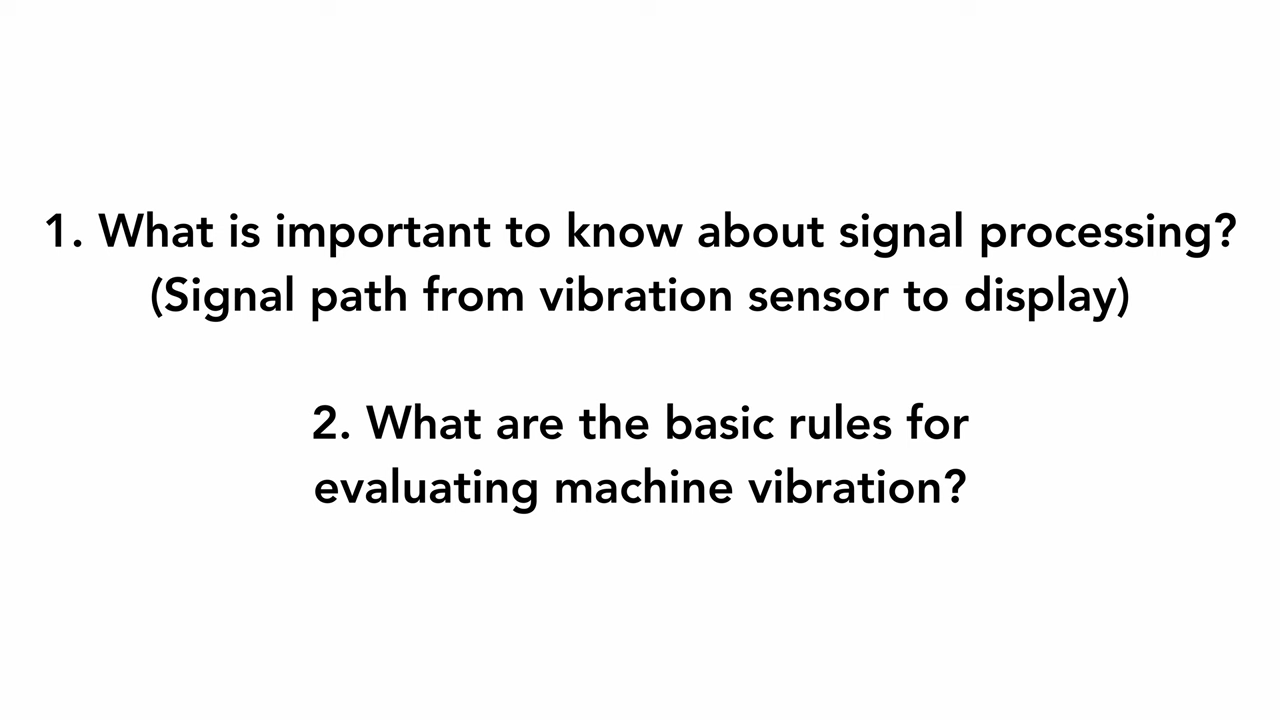 1. What is important to know about signal processing?
(Signal path from vibration sensor to display)
2. What are the basic rules for
evaluating machine vibration?